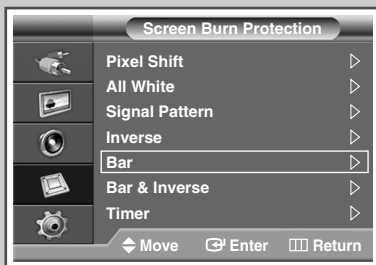 Screen Burn Protection
Pixel Shift
All White
Signal Pattern
Inverse
Bar
Bar & Inverse
Timer
Move Enter Return